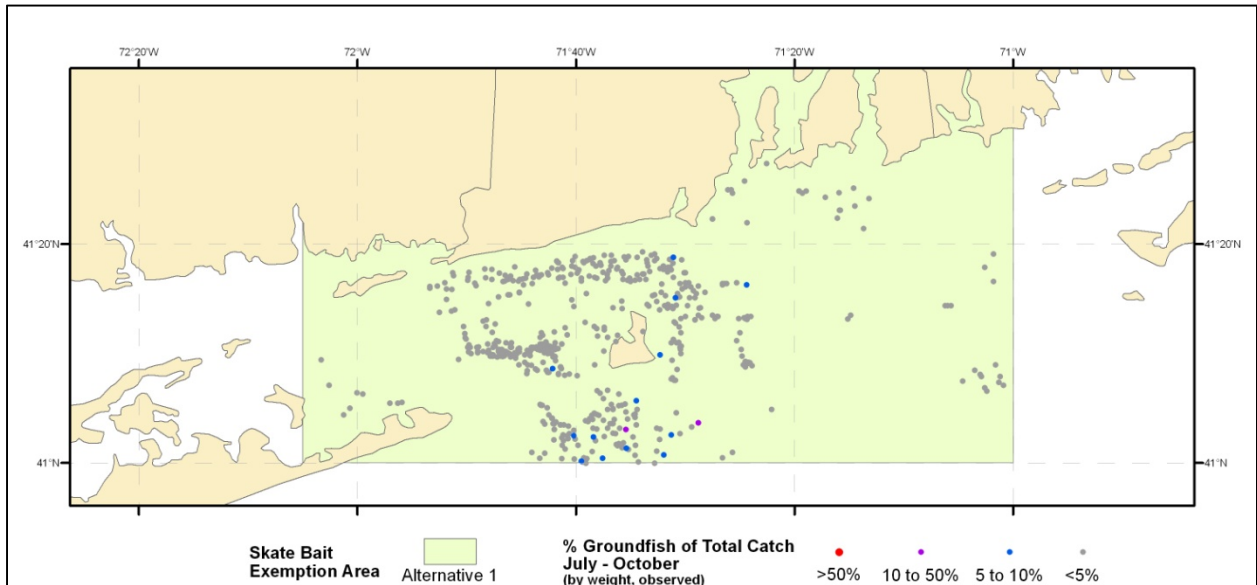 72°20'W 72°W 71°40'W 71°20'W 71°W
41°20'N 41°20'N
41°N 41°N
Skate Bait
Exemption Area
Alternative 1
% Groundfish of Total Catch
July - October
(by weight, observed)
>50% 10 to 50% 5 to 10% <5%